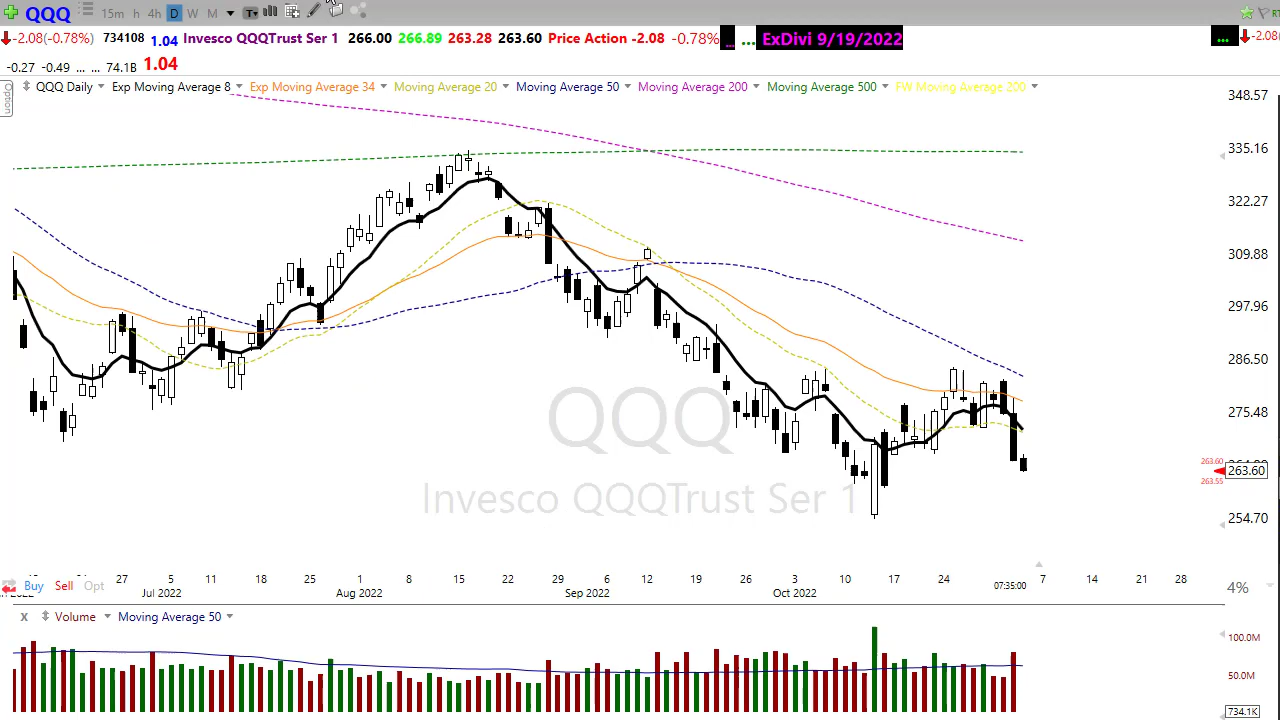 QQQ 15m h 4h D W M
-2.08(-0.78%) 734108 1.04 Invesco QQQTrust Ser 1 266.00 266.89 263.28 263.60 Price Action -2.08 -0.78% ... ... ExDivi 9/19/2022 ... -2.08
-0.27 -0.49 ... ... 74.1B 1.04
QQQ Daily Exp Moving Average 8 Exp Moving Average 34 Moving Average 20 Moving Average 50 Moving Average 200 Moving Average 500 FW Moving Average 200
Option
348.57
335.16
322.27
309.88
297.96
286.50
275.48
QQQ
263.60
263.60
263.55
Invesco QQQTrust Ser 1
254.70
27 5 11 18 25 1 8 15 22 29 6 12 19 26 3 10 17 24 07:35:00 7 14 21 28
Buy Sell Opt 4%
Jul 2022 Aug 2022 Sep 2022 Oct 2022
x Volume Moving Average 50
100.0M
50.0M
734.1K